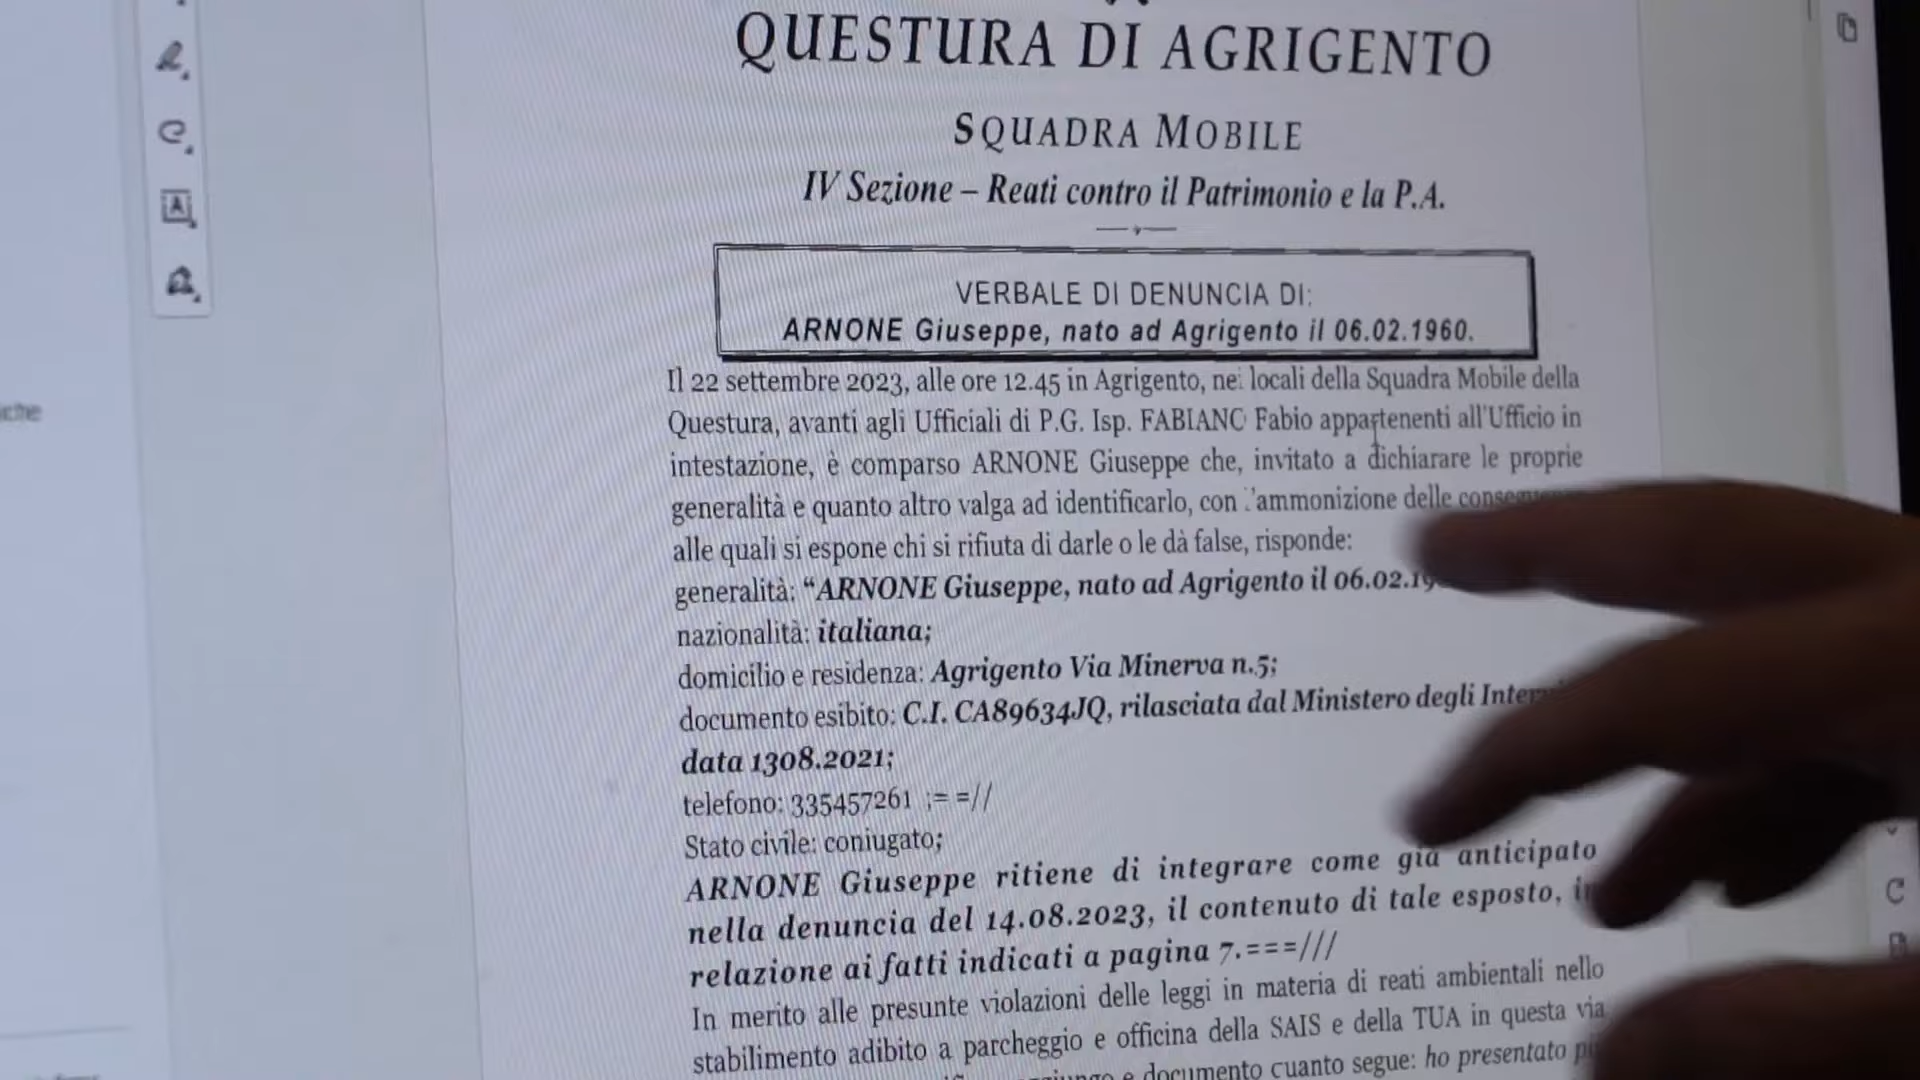 QUESTURA DI AGRIGENTO
SQUADRA MOBILE
IV Sezione – Reati contro il Patrimonio e la P.A.
VERBALE DI DENUNCIA DI:
ARNONE Giuseppe, nato ad Agrigento il 06.02.1960.
Il 22 settembre 2023, alle ore 12.45 in Agrigento, nei locali della Squadra Mobile della
Questura, avanti agli Ufficiali di P.G. Isp. FABIANO Fabio appartenenti all'Ufficio in
intestazione, è comparso ARNONE Giuseppe che, invitato a dichiarare le proprie
generalità e quanto altro valga ad identificarlo, con l'ammonizione delle
alle quali si espone chi si rifiuta di darle o le dà false, risponde:
generalità: “ARNONE Giuseppe, nato ad Agrigento il
nazionalità: italiana;
domicilio e residenza: Agrigento Via Minerva n.5;
documento esibito: C.I. CA89634JQ, rilasciata dal Ministero degli
data 1308.2021;
telefono: 335457261 ;= =//
Stato civile: coniugato;
ARNONE Giuseppe ritiene di integrare come già anticipato
nella denuncia del 14.08.2023, il contenuto di tale esposto, in
relazione ai fatti indicati a pagina 7.===///
In merito alle presunte violazioni delle leggi in materia di reati ambientali nello
stabilimento adibito a parcheggio e officina della SAIS e della TUA in questa via
e documento cuanto segue: ho presentato